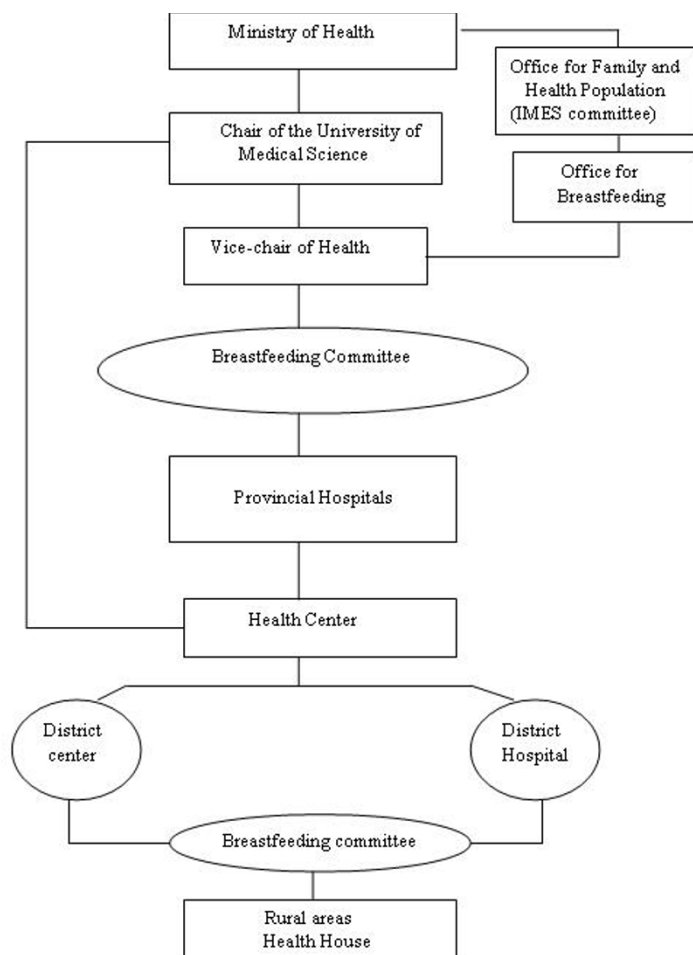 Ministry of Health
Office for Family and
Health Population
(IMES committee)
Chair of the University of
Medical Science
Office for
Breastfeeding
Vice-chair of Health
Breastfeeding Committee
Provincial Hospitals
Health Center
District
center
District
Hospital
Breastfeeding committee
Rural areas
Health House